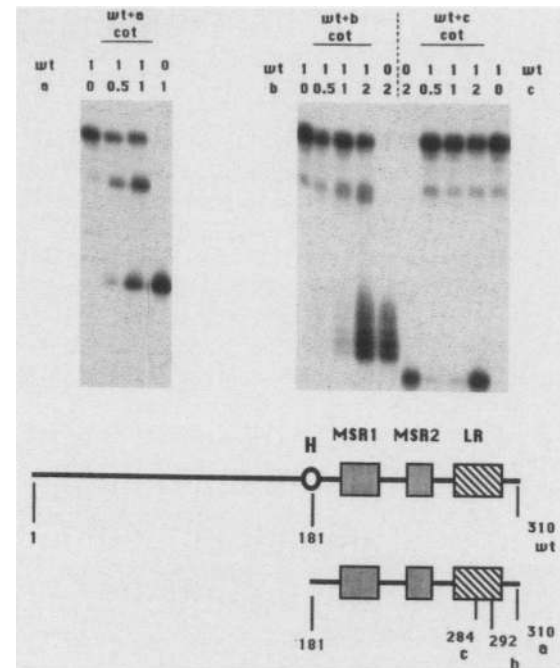 wt+a wt+b wt+c
cot cot cot
wt 1 1 1 0 wt 1 1 1 1 0 0 1 1 1 1 wt
a 0 0.5 1 1 b 0 0.5 1 2 2 2 0.5 1 2 0 c
H MSR1 MSR2 LR
1 181 310
wt
181 284 292 310
c b a